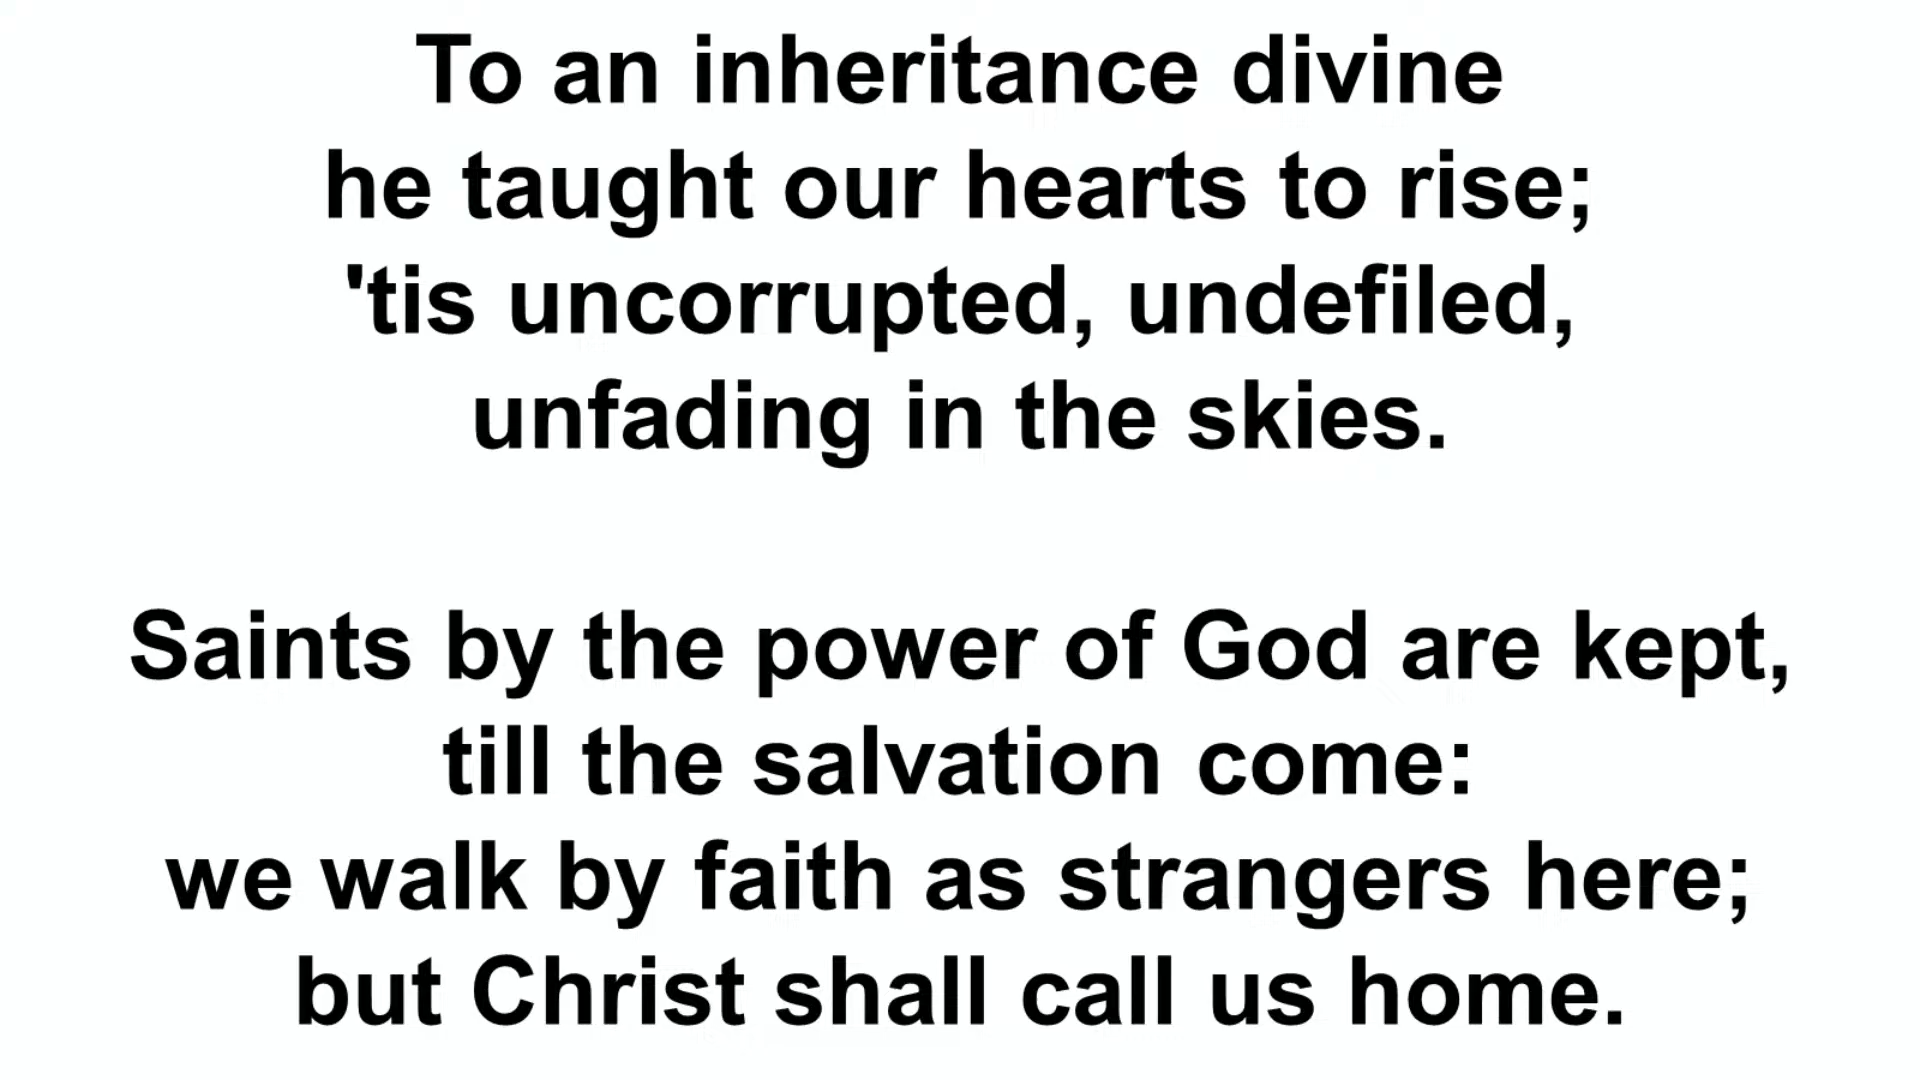 To an inheritance divine
he taught our hearts to rise;
'tis uncorrupted, undefiled,
unfading in the skies.
Saints by the power of God are kept,
till the salvation come:
we walk by faith as strangers here;
but Christ shall call us home.